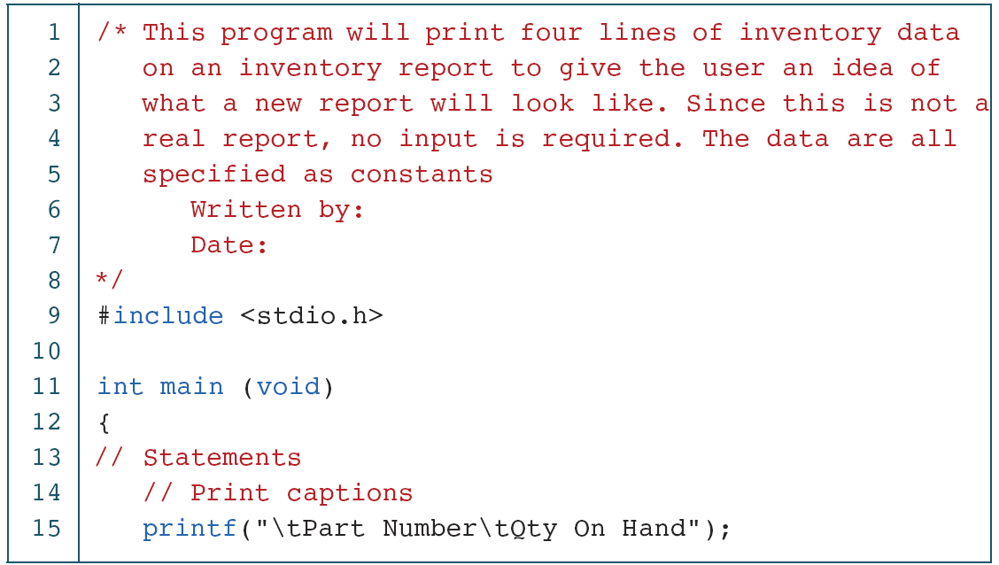 1 /* This program will print four lines of inventory data
2 on an inventory report to give the user an idea of
3 what a new report will look like. Since this is not a
4 real report, no input is required. The data are all
5 specified as constants
6 Written by:
7 Date:
8 */
9 #include <stdio.h>
10
11 int main (void)
12 {
13 // Statements
14 // Print captions
15 printf("\tPart Number\tQty On Hand");